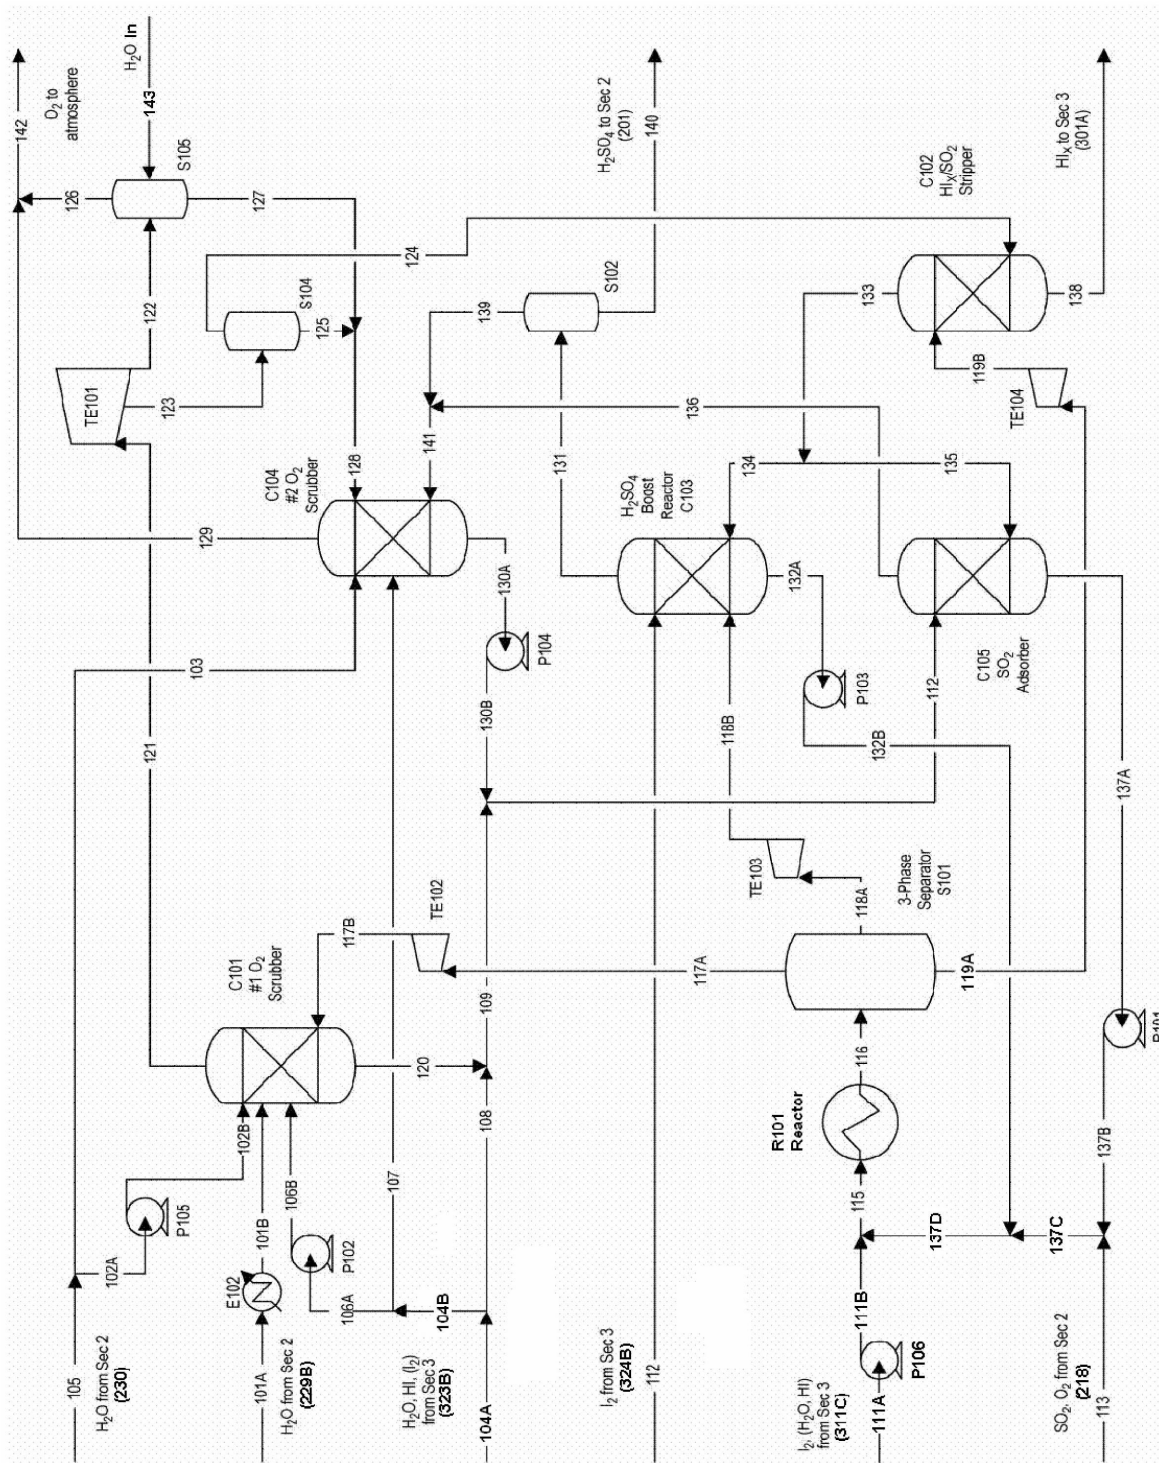 142
O₂ to
atmosphere
H₂O In
143
S105
126
127
122
S104
125
124
TE101
123
121
129
C104
#2 O₂
Scrubber
128
141
130A
P104
130B
103
H₂SO₄ to Sec 2
(201)
140
S102
139
131
136
H₂SO₄
Boost
Reactor
C103
134
135
132A
P103
132B
118B
HIₓ to Sec 3
(301A)
C102
HIₓ/SO₂
Stripper
133
138
119B
TE104
C105
SO₂
Adsorber
112
137A
C101
#1 O₂
Scrubber
117B
TE102
109
117A
120
108
102B
P105
102A
101B
E102
106B
P102
106A
107
104B
TE103
118A
3-Phase
Separator
S101
119A
116
R101
Reactor
115
137D
137C
137B
P101
111B
P106
105
H₂O from Sec 2
(230)
101A
H₂O from Sec 2
(229B)
H₂O, HI, (I₂)
from Sec 3
(323B)
104A
I₂ from Sec 3
(324B)
112
I₂, (H₂O, HI)
from Sec 3
(311C)
111A
SO₂, O₂ from Sec 2
(218)
113